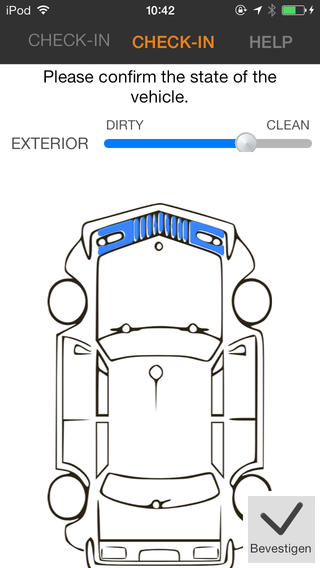 iPod 10:42
CHECK-IN CHECK-IN HELP
Please confirm the state of the
vehicle.
DIRTY CLEAN
EXTERIOR
Bevestigen